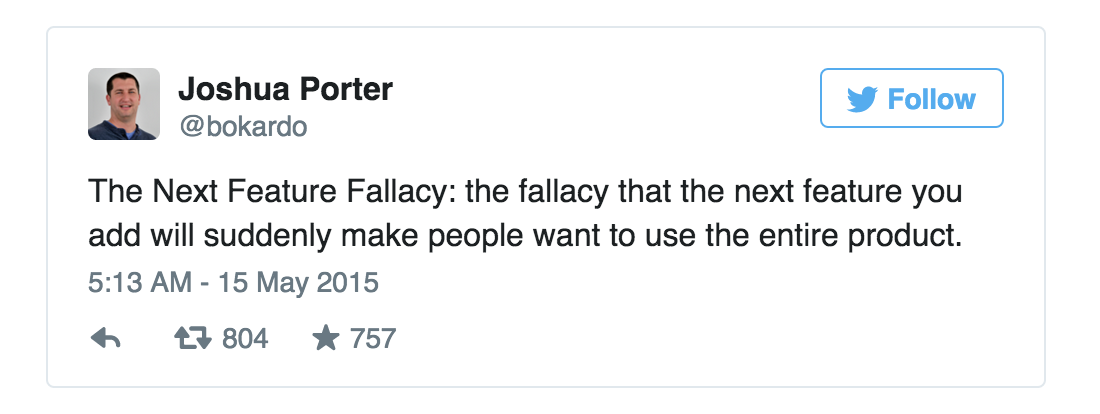 Joshua Porter
@bokardo
Follow
The Next Feature Fallacy: the fallacy that the next feature you
add will suddenly make people want to use the entire product.
5:13 AM - 15 May 2015
804 757